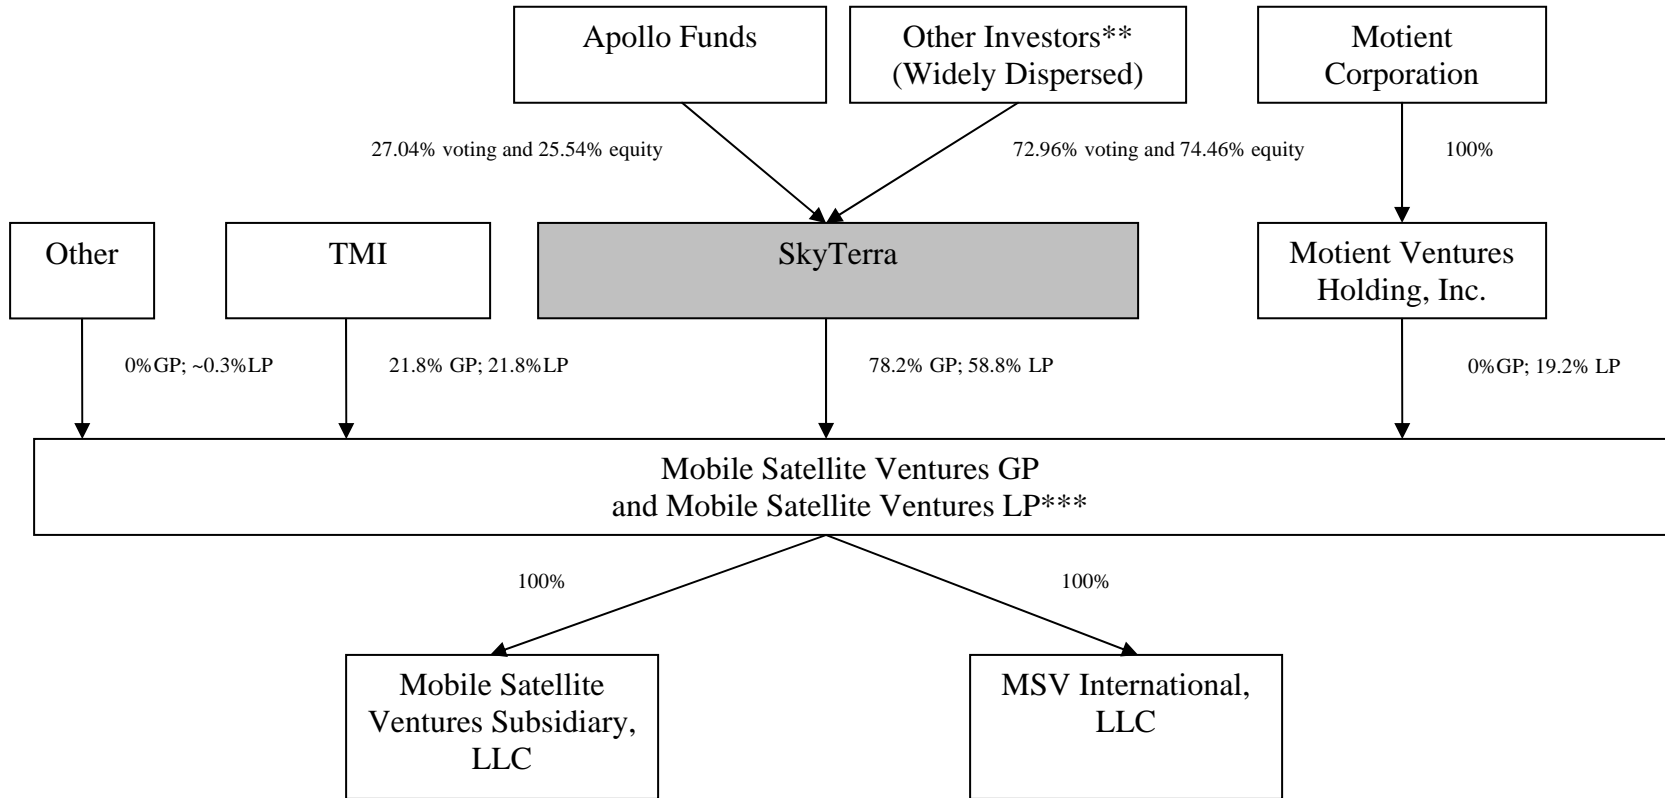 Apollo Funds
Other Investors**
(Widely Dispersed)
Motient
Corporation
27.04% voting and 25.54% equity
72.96% voting and 74.46% equity
100%
Other
TMI
SkyTerra
Motient Ventures
Holding, Inc.
0%GP; ~0.3%LP
21.8% GP; 21.8%LP
78.2% GP; 58.8% LP
0%GP; 19.2% LP
Mobile Satellite Ventures GP
and Mobile Satellite Ventures LP***
100%
100%
Mobile Satellite
Ventures Subsidiary,
LLC
MSV International,
LLC